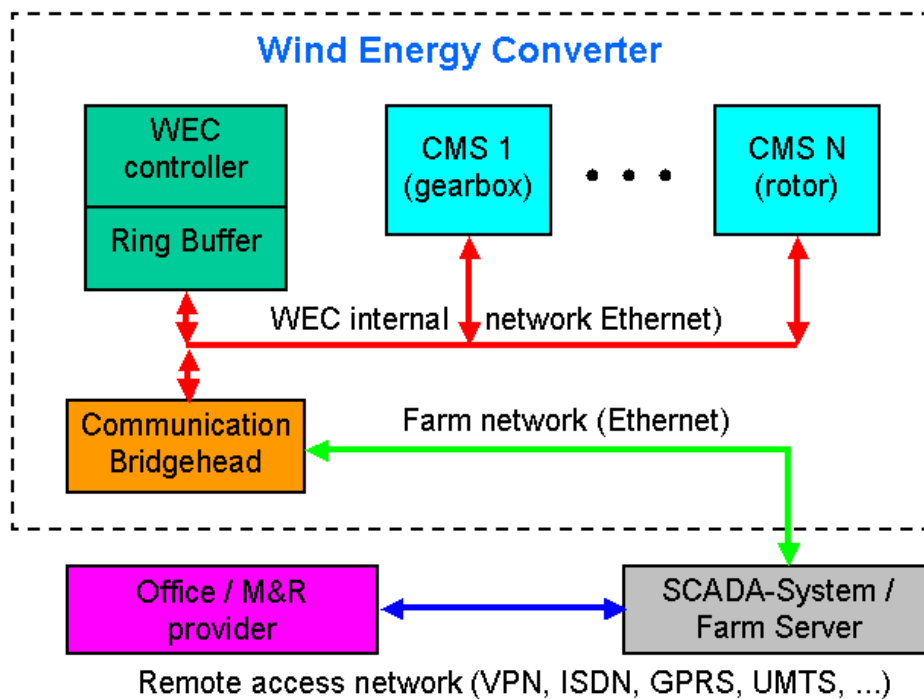 Wind Energy Converter
WEC
controller
Ring Buffer
CMS 1
(gearbox)
CMS N
(rotor)
WEC internal network Ethernet)
Communication
Bridgehead
Farm network (Ethernet)
Office / M&R
provider
SCADA-System /
Farm Server
Remote access network (VPN, ISDN, GPRS, UMTS, ...)